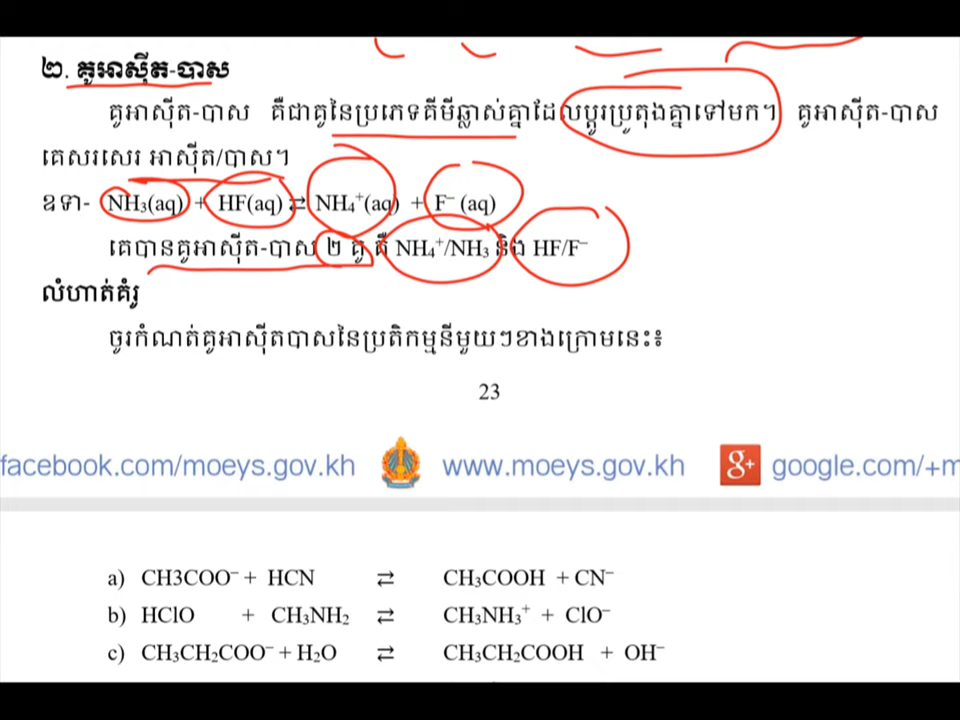 ២. គូអាស៊ីត-បាស
គូអាស៊ីត-បាស គឺជាគូនៃប្រភេទគីមីឆ្លាស់គ្នាដែលប្តូរប្រូតុងគ្នាទៅមក។ គូអាស៊ីត-បាស
គេសរសេរ អាស៊ីត/បាស។
ឧទា- NH₃(aq) + HF(aq) ⇄ NH₄⁺(aq) + F⁻ (aq)
គេបានគូអាស៊ីត-បាស ២ គូ គឺ NH₄⁺/NH₃ និង HF/F⁻
លំហាត់គំរូ
ចូរកំណត់គូអាស៊ីតបាសនៃប្រតិកម្មនីមួយៗខាងក្រោមនេះ៖
23
facebook.com/moeys.gov.kh www.moeys.gov.kh g+ google.com/+m
a) CH3COO⁻ + HCN ⇄ CH₃COOH + CN⁻
b) HClO + CH₃NH₂ ⇄ CH₃NH₃⁺ + ClO⁻
c) CH₃CH₂COO⁻ + H₂O ⇄ CH₃CH₂COOH + OH⁻